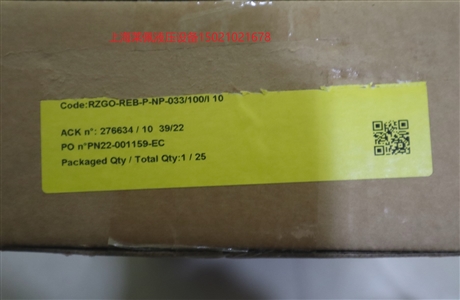 15021021678
Code:RZGO-REB-P-NP-033/100/I 10
ACK n°: 276634 / 10 39/22
PO n°PN22-001159-EC
Packaged Qty / Total Qty:1 / 25